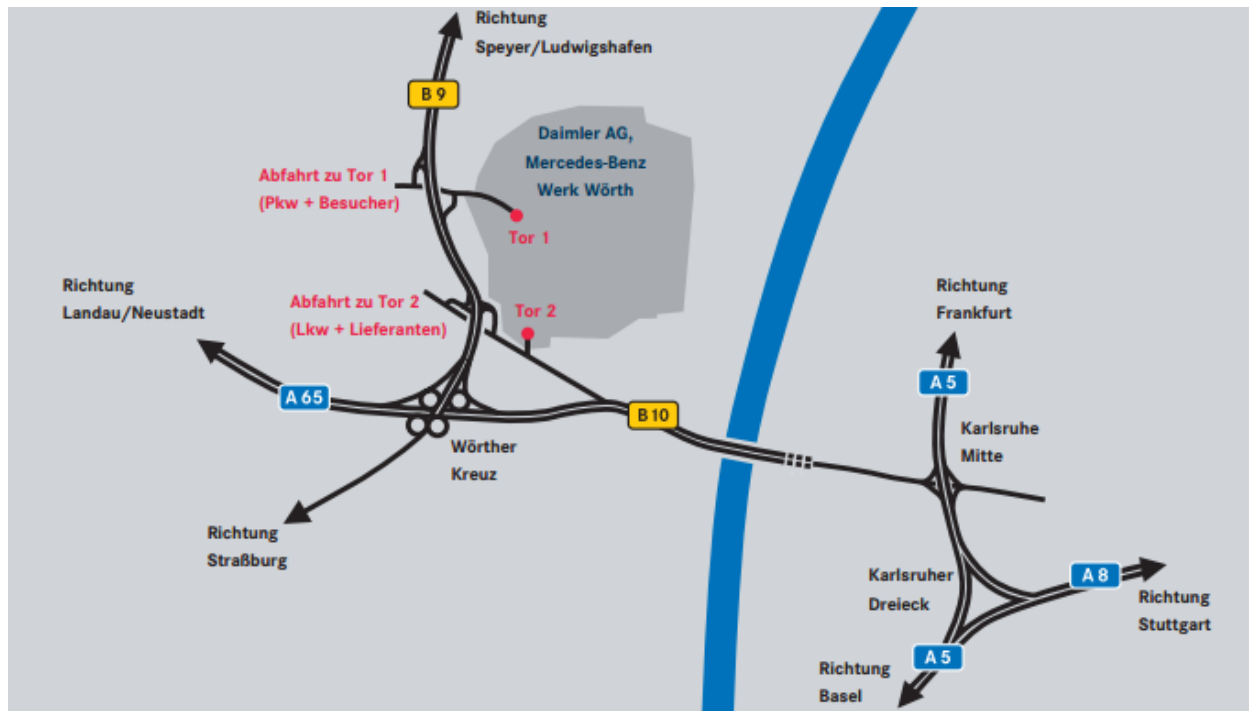 Richtung
Speyer/Ludwigshafen
B 9
Daimler AG,
Mercedes-Benz
Werk Wörth
Abfahrt zu Tor 1
(Pkw + Besucher)
Tor 1
Richtung
Landau/Neustadt
Abfahrt zu Tor 2
(Lkw + Lieferanten)
Tor 2
Richtung
Frankfurt
A 65
A 5
B 10
Wörther
Kreuz
Karlsruhe
Mitte
Richtung
Straßburg
Karlsruher
Dreieck
A 8
Richtung
Stuttgart
A 5
Richtung
Basel